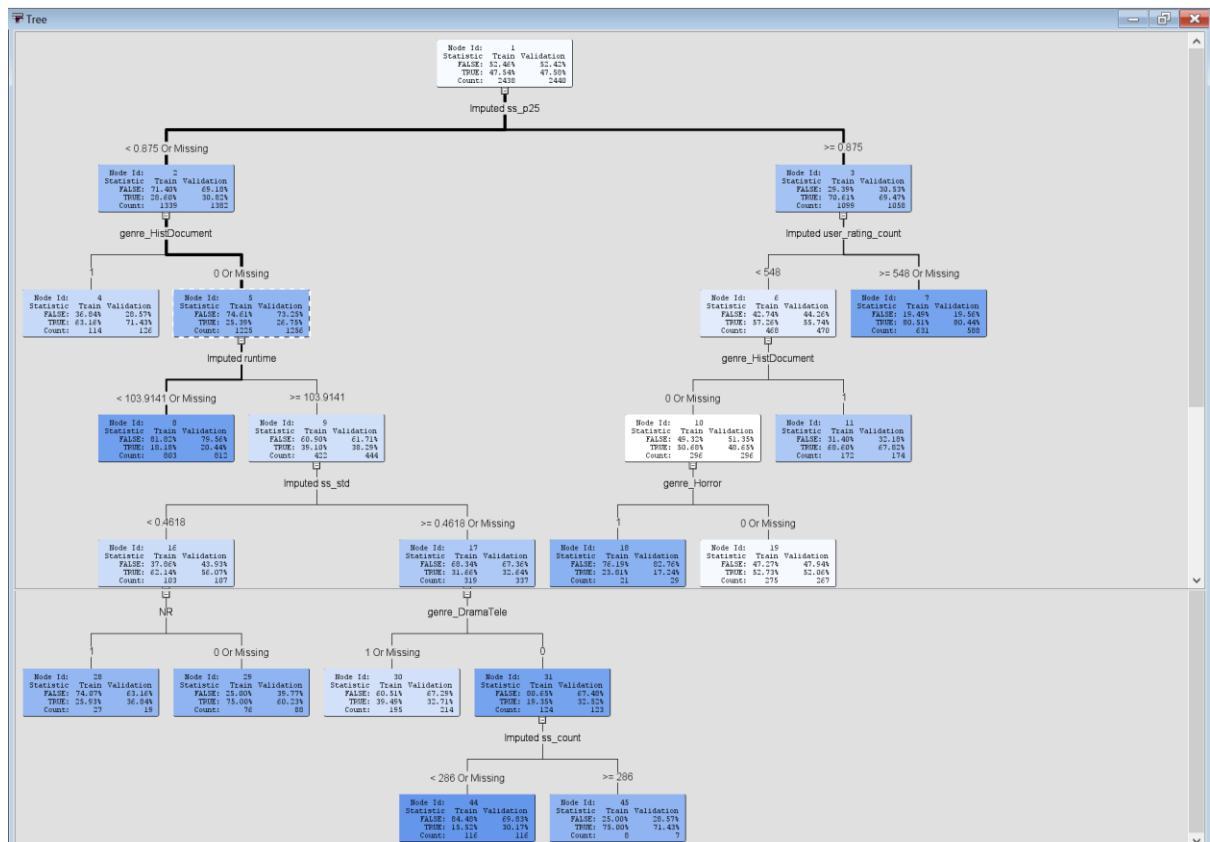 Tree
Node Id: 1
Statistic Train Validation
FALSE: 52.46% 52.42%
TRUE: 47.54% 47.58%
Count: 2438 2440
Imputed ss_p25
< 0.875 Or Missing
>= 0.875
Node Id: 2
Statistic Train Validation
FALSE: 71.40% 69.18%
TRUE: 28.60% 30.82%
Count: 1339 1382
Node Id: 3
Statistic Train Validation
FALSE: 29.39% 30.53%
TRUE: 70.61% 69.47%
Count: 1099 1058
genre_HistDocument
Imputed user_rating_count
1
0 Or Missing
< 548
>= 548 Or Missing
Node Id: 4
Statistic Train Validation
FALSE: 36.84% 28.57%
TRUE: 63.16% 71.43%
Count: 114 126
Node Id: 5
Statistic Train Validation
FALSE: 74.61% 73.25%
TRUE: 25.39% 26.75%
Count: 1225 1256
Node Id: 6
Statistic Train Validation
FALSE: 42.74% 44.26%
TRUE: 57.26% 55.74%
Count: 468 470
Node Id: 7
Statistic Train Validation
FALSE: 19.49% 19.56%
TRUE: 80.51% 80.44%
Count: 631 588
Imputed runtime
genre_HistDocument
< 103.9141 Or Missing
>= 103.9141
0 Or Missing
1
Node Id: 8
Statistic Train Validation
FALSE: 81.82% 79.56%
TRUE: 18.18% 20.44%
Count: 803 812
Node Id: 9
Statistic Train Validation
FALSE: 60.90% 61.71%
TRUE: 39.10% 38.29%
Count: 422 444
Node Id: 10
Statistic Train Validation
FALSE: 49.32% 51.35%
TRUE: 50.68% 48.65%
Count: 296 296
Node Id: 11
Statistic Train Validation
FALSE: 31.40% 32.18%
TRUE: 68.60% 67.82%
Count: 172 174
Imputed ss_std
genre_Horror
< 0.4618
>= 0.4618 Or Missing
1
0 Or Missing
Node Id: 16
Statistic Train Validation
FALSE: 37.86% 43.93%
TRUE: 62.14% 56.07%
Count: 103 107
Node Id: 17
Statistic Train Validation
FALSE: 68.34% 67.36%
TRUE: 31.66% 32.64%
Count: 319 337
Node Id: 18
Statistic Train Validation
FALSE: 76.19% 82.76%
TRUE: 23.81% 17.24%
Count: 21 29
Node Id: 19
Statistic Train Validation
FALSE: 47.27% 47.94%
TRUE: 52.73% 52.06%
Count: 275 267
NR
genre_DramaTele
1
0 Or Missing
1 Or Missing
0
Node Id: 28
Statistic Train Validation
FALSE: 74.07% 63.16%
TRUE: 25.93% 36.84%
Count: 27 19
Node Id: 29
Statistic Train Validation
FALSE: 25.00% 39.77%
TRUE: 75.00% 60.23%
Count: 76 88
Node Id: 30
Statistic Train Validation
FALSE: 60.51% 67.29%
TRUE: 39.49% 32.71%
Count: 195 214
Node Id: 31
Statistic Train Validation
FALSE: 80.65% 67.48%
TRUE: 19.35% 32.52%
Count: 124 123
Imputed ss_count
< 286 Or Missing
>= 286
Node Id: 44
Statistic Train Validation
FALSE: 84.48% 69.83%
TRUE: 15.52% 30.17%
Count: 116 116
Node Id: 45
Statistic Train Validation
FALSE: 25.00% 28.57%
TRUE: 75.00% 71.43%
Count: 8 7